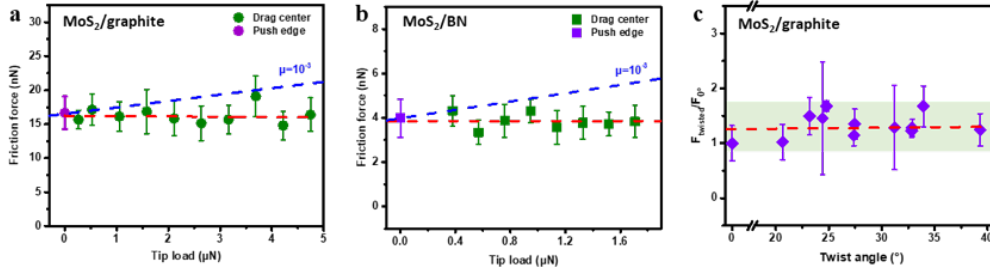 a
MoS₂/graphite
Drag center
Push edge
μ=10⁻³
Friction force (nN)
25
20
15
10
5
0
0
1
2
3
4
5
Tip load (μN)
b
MoS₂/BN
Drag center
Push edge
μ=10⁻³
Friction force (nN)
8
6
4
2
0
0.0
0.4
0.8
1.2
1.6
Tip load (μN)
c
MoS₂/graphite
F_twisted/F_0°
3
2
1
0
0
20
25
30
35
40
Twist angle (°)